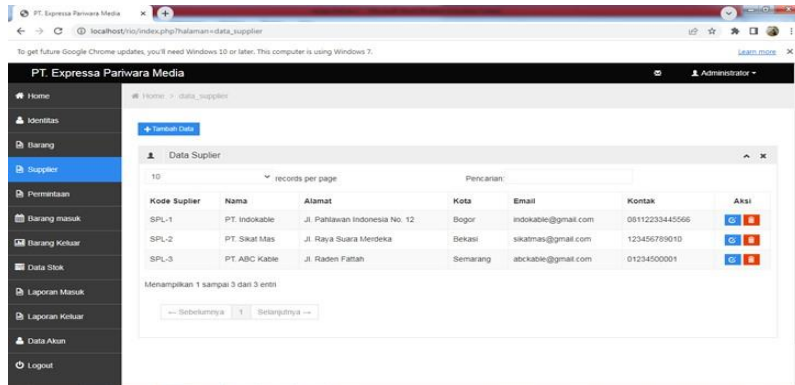 PT. Expressa Pariwara Media
localhost/rio/index.php?halaman=data_supplier
To get future Google Chrome updates, you'll need Windows 10 or later. This computer is using Windows 7.
Learn more
PT. Expressa Pariwara Media
Administrator
Home
Home > data_supplier
Identitas
Tambah Data
Barang
Data Suplier
Supplier
10 records per page Pencarian:
Permintaan
Kode Suplier Nama Alamat Kota Email Kontak Aksi
Barang masuk
SPL-1 PT. Indokable Jl. Pahlawan Indonesia No. 12 Bogor indokable@gmail.com 08112233445566
Barang Keluar
SPL-2 PT. Sikat Mas Jl. Raya Suara Merdeka Bekasi sikatmas@gmail.com 123456789010
SPL-3 PT. ABC Kable Jl. Raden Fattah Semarang abckable@gmail.com 01234500001
Data Stok
Menampilkan 1 sampai 3 dari 3 entri
Laporan Masuk
← Sebelumnya 1 Selanjutnya →
Laporan Keluar
Data Akun
Logout